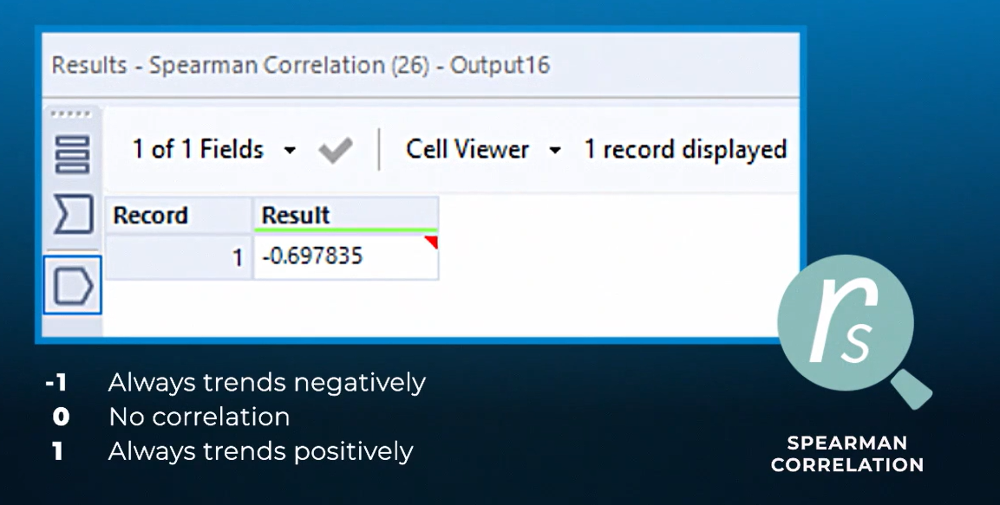 Results - Spearman Correlation (26) - Output16
1 of 1 Fields Cell Viewer 1 record displayed
Record Result
1 -0.697835
-1 Always trends negatively
0 No correlation
1 Always trends positively
rs
SPEARMAN
CORRELATION